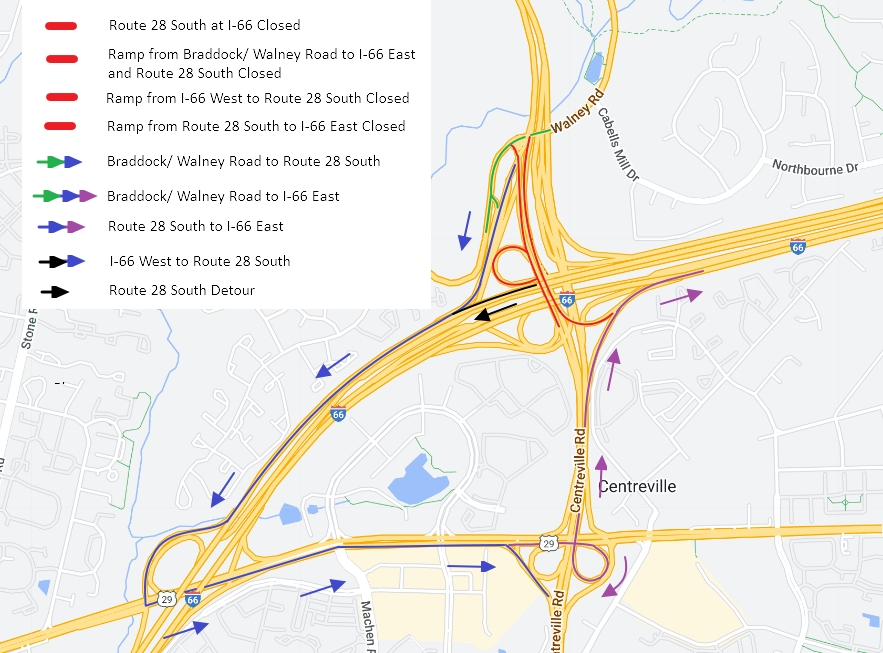 Route 28 South at I-66 Closed
Ramp from Braddock/ Walney Road to I-66 East
and Route 28 South Closed
Ramp from I-66 West to Route 28 South Closed
Ramp from Route 28 South to I-66 East Closed
Braddock/ Walney Road to Route 28 South
Braddock/ Walney Road to I-66 East
Route 28 South to I-66 East
I-66 West to Route 28 South
Route 28 South Detour
Walney Rd
Cabells Mill Dr
Northbourne Dr
66
66
Stone R
66
Centreville Rd
Centreville
29
29
66
Machen R
treville Rd